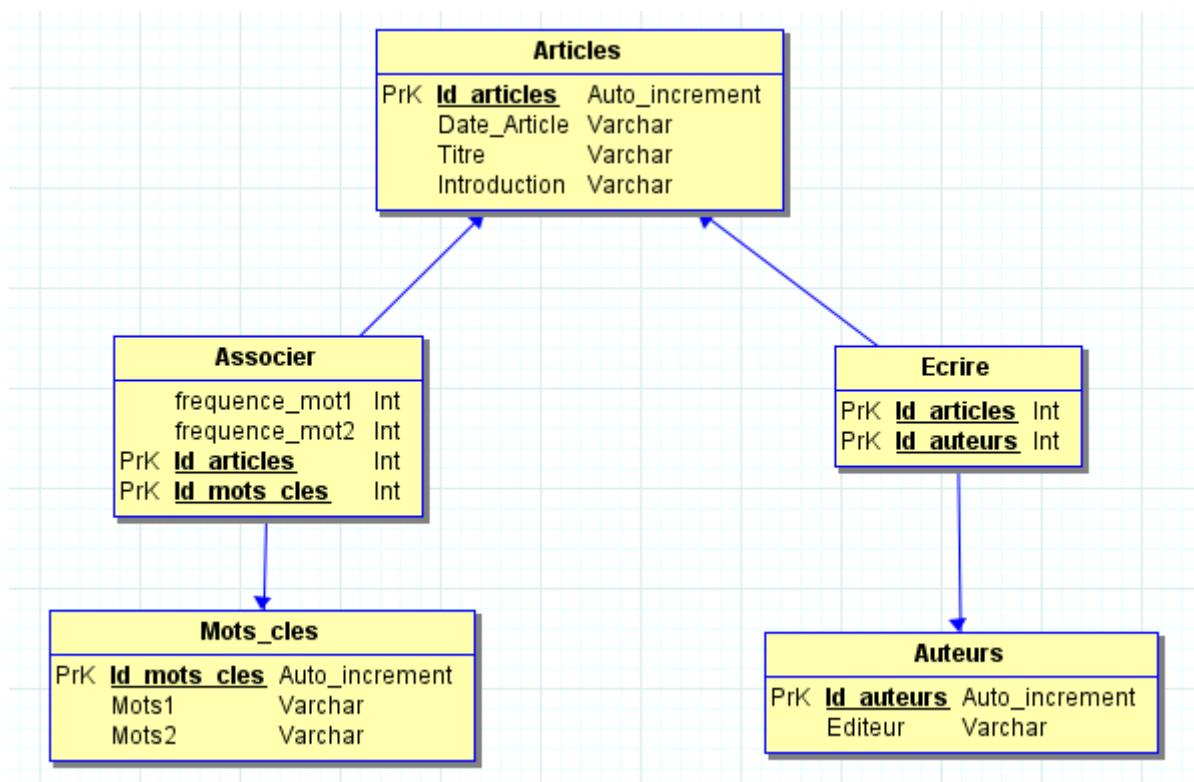 Articles
PrK Id_articles Auto_increment
Date_Article Varchar
Titre Varchar
Introduction Varchar
Associer
frequence_mot1 Int
frequence_mot2 Int
PrK Id_articles Int
PrK Id_mots_cles Int
Ecrire
PrK Id_articles Int
PrK Id_auteurs Int
Mots_cles
PrK Id_mots_cles Auto_increment
Mots1 Varchar
Mots2 Varchar
Auteurs
PrK Id_auteurs Auto_increment
Editeur Varchar